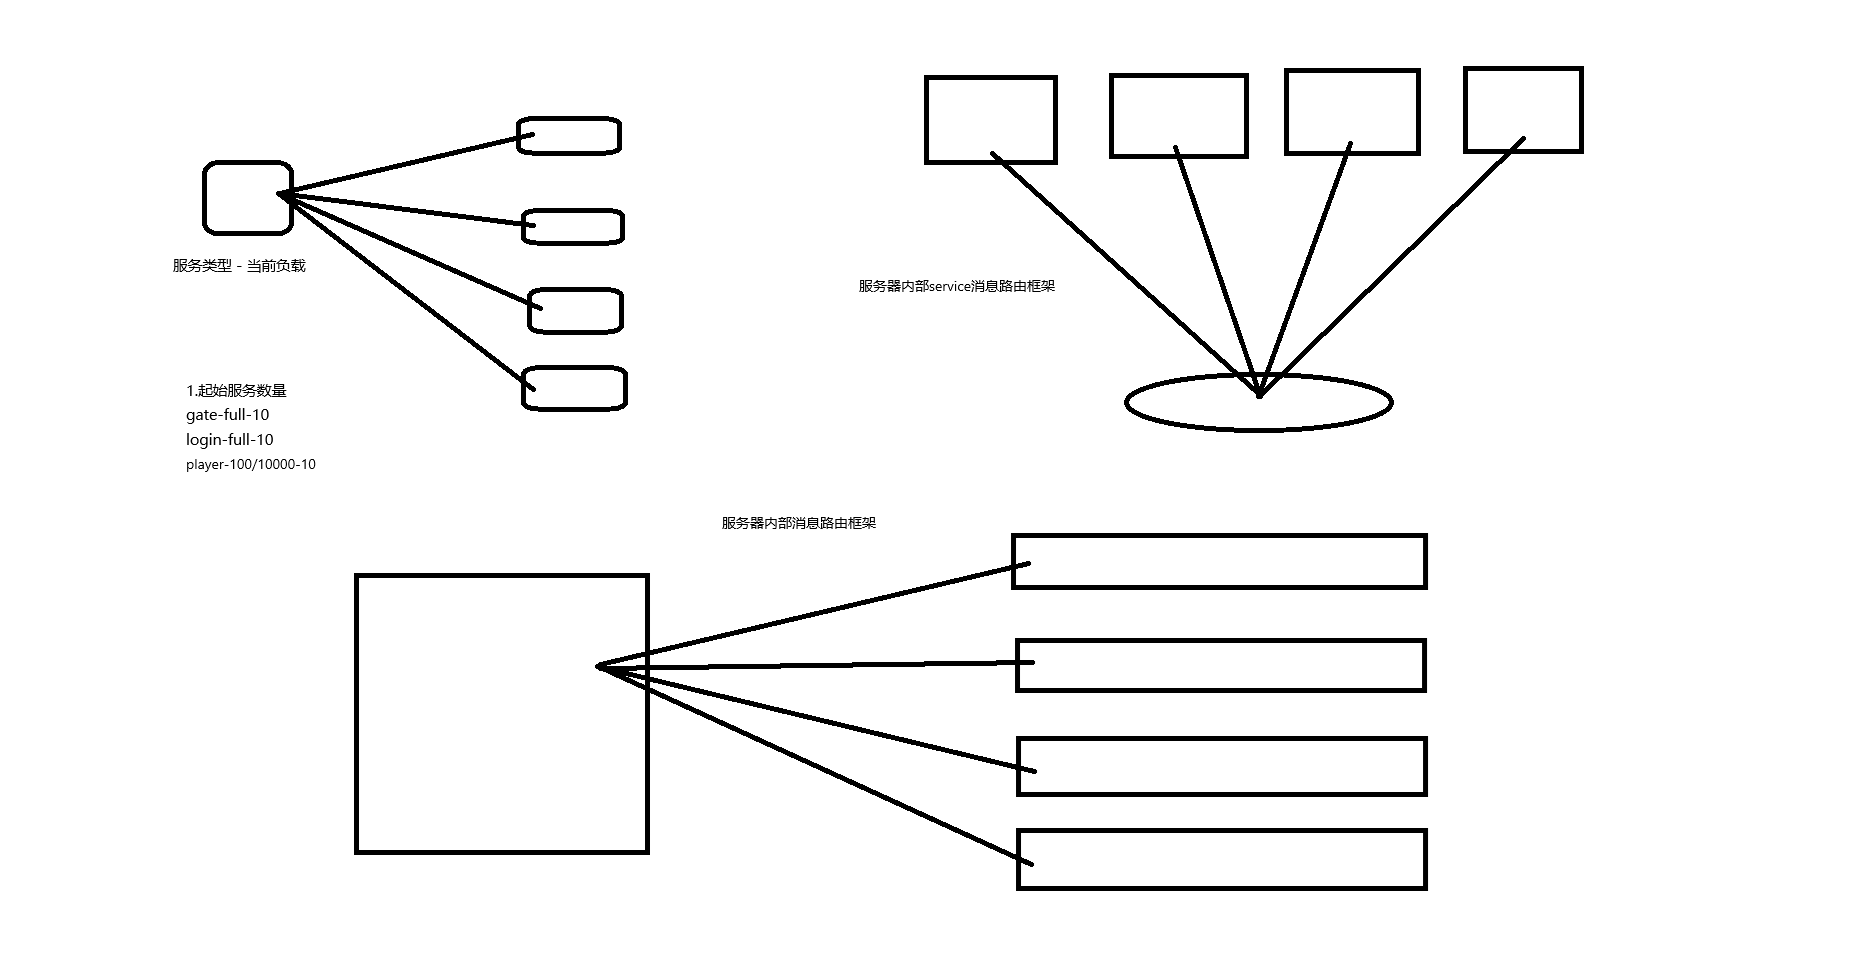 服务类型 - 当前负载
1.起始服务数量
gate-full-10
login-full-10
player-100/10000-10
服务器内部service消息路由框架
服务器内部消息路由框架